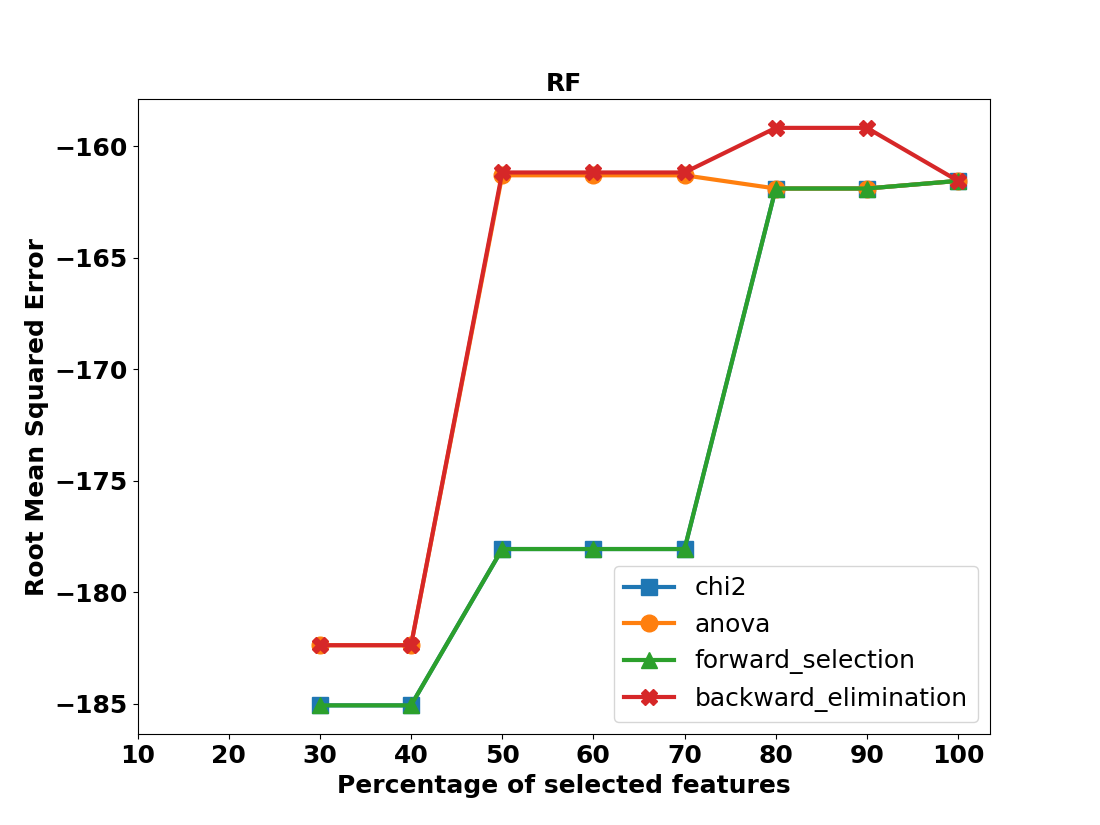 RF
Root Mean Squared Error
−160
−165
−170
−175
−180
−185
chi2
anova
forward_selection
backward_elimination
10 20 30 40 50 60 70 80 90 100
Percentage of selected features